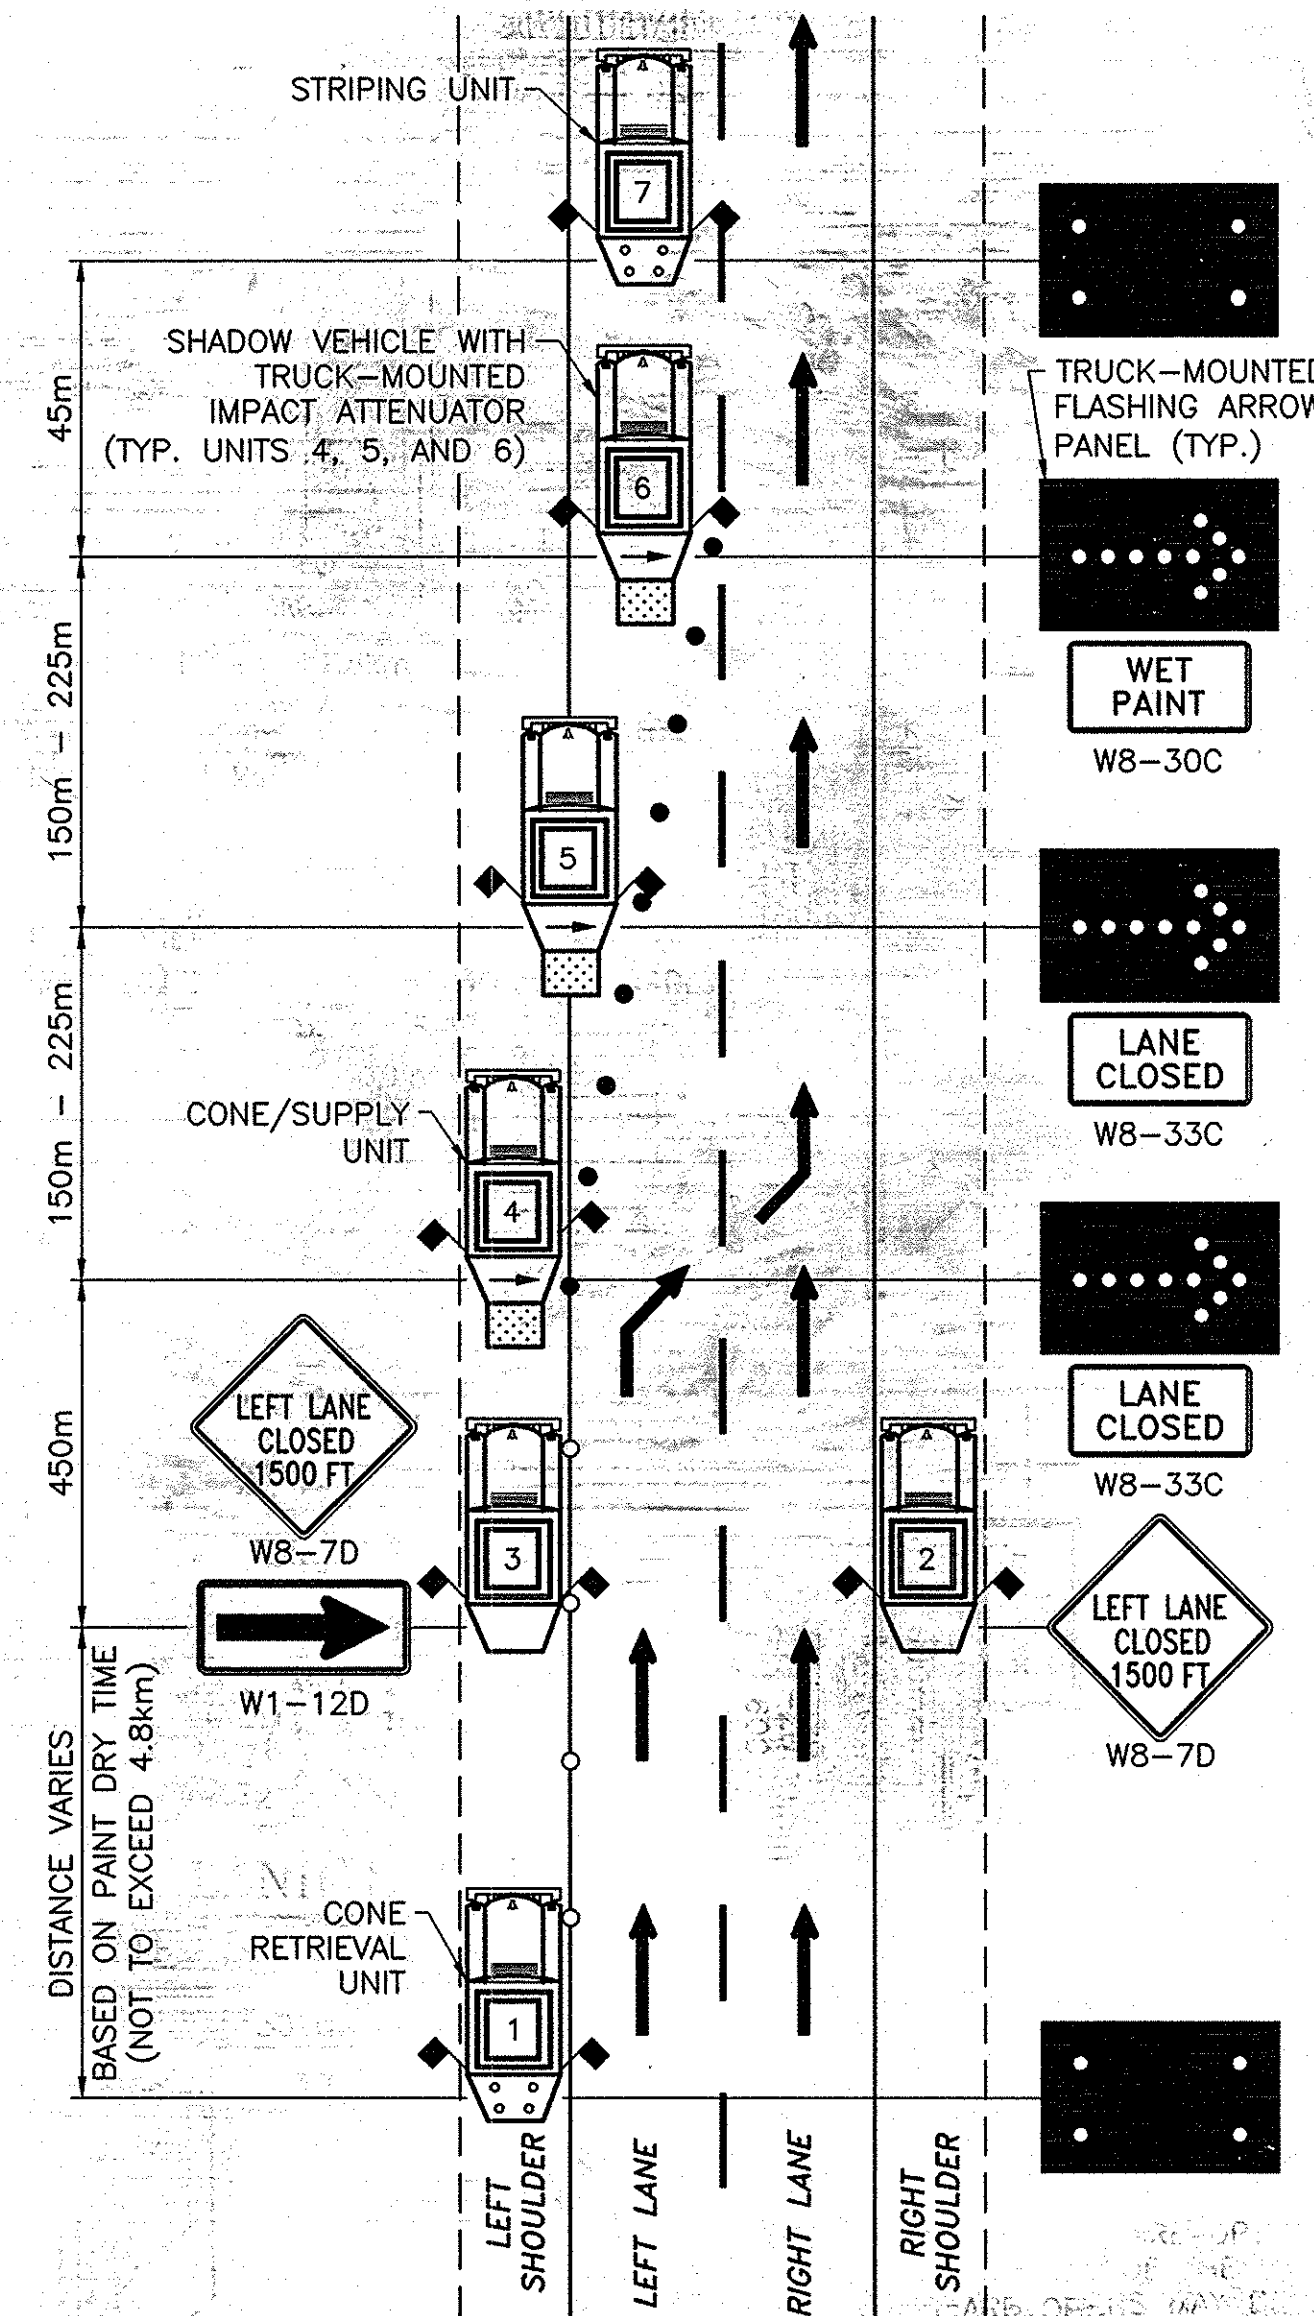 STRIPING UNIT
7
45m
SHADOW VEHICLE WITH
TRUCK-MOUNTED
IMPACT ATTENUATOR
(TYP. UNITS 4, 5, AND 6)
6
TRUCK-MOUNTED
FLASHING ARROW
PANEL (TYP.)
WET
PAINT
W8-30C
150m - 225m
5
LANE
CLOSED
W8-33C
150m - 225m
CONE/SUPPLY
UNIT
4
LANE
CLOSED
W8-33C
450m
LEFT LANE
CLOSED
1500 FT
W8-7D
W1-12D
3
2
LEFT LANE
CLOSED
1500 FT
W8-7D
DISTANCE VARIES
BASED ON PAINT DRY TIME
(NOT TO EXCEED 4.8km)
CONE
RETRIEVAL
UNIT
1
LEFT
SHOULDER
LEFT LANE
RIGHT LANE
RIGHT
SHOULDER